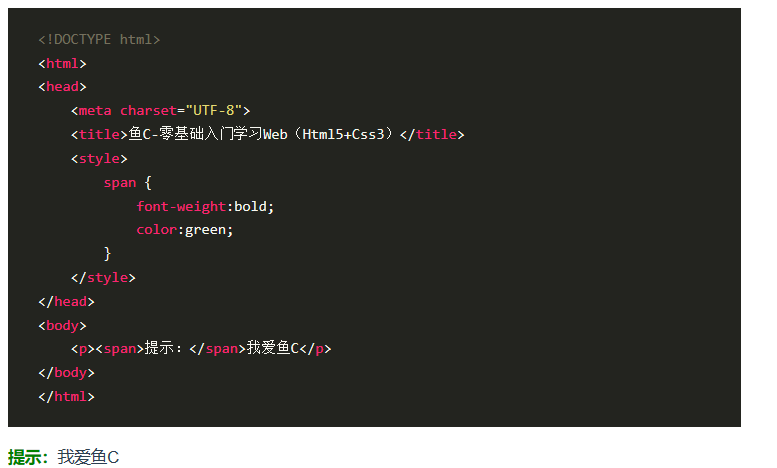 <!DOCTYPE html>
<html>
<head>
    <meta charset="UTF-8">
    <title>鱼C-零基础入门学习Web（Html5+Css3）</title>
    <style>
        span {
            font-weight:bold;
            color:green;
        }
    </style>
</head>
<body>
    <p><span>提示：</span>我爱鱼C</p>
</body>
</html>
提示：我爱鱼C